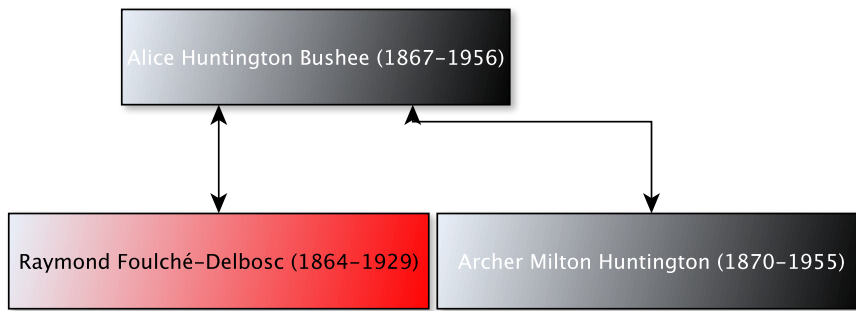 Alice Huntington Bushee (1867-1956)
Raymond Foulché-Delbosc (1864-1929)
Archer Milton Huntington (1870-1955)